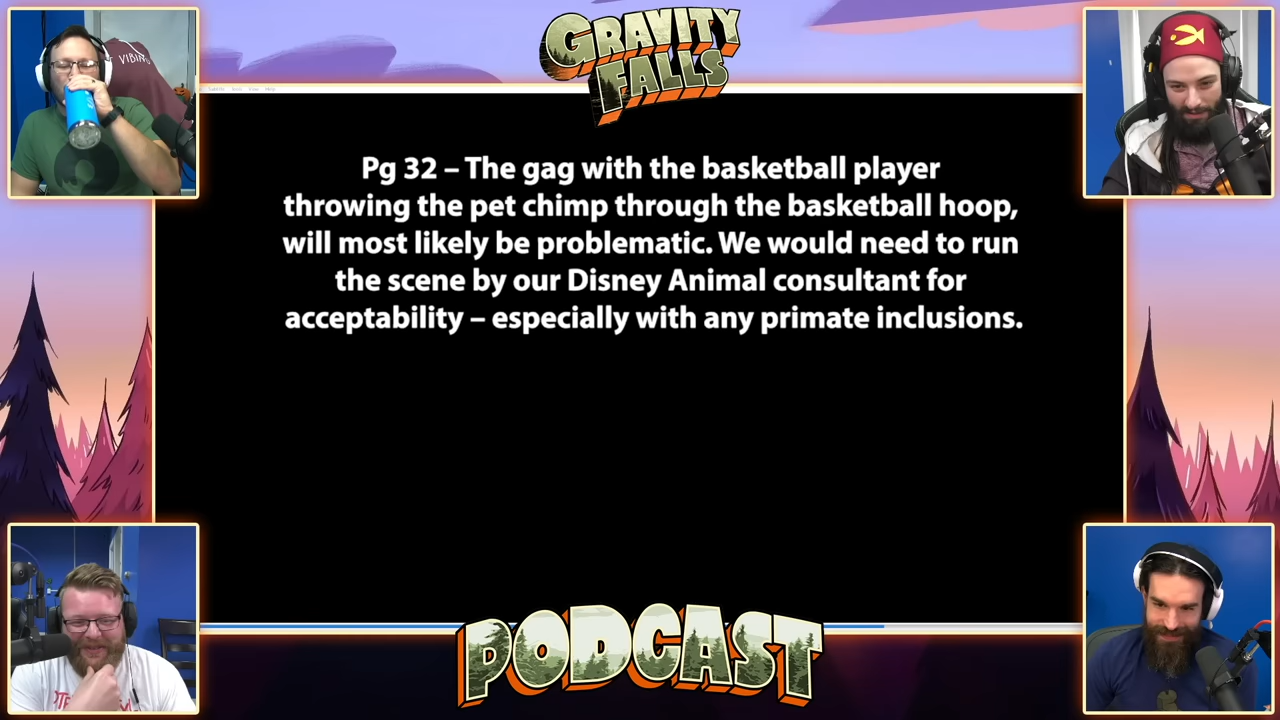 GRAVITY
FALLS
VIBIN
Pg 32 – The gag with the basketball player
throwing the pet chimp through the basketball hoop,
will most likely be problematic. We would need to run
the scene by our Disney Animal consultant for
acceptability – especially with any primate inclusions.
PODCAST